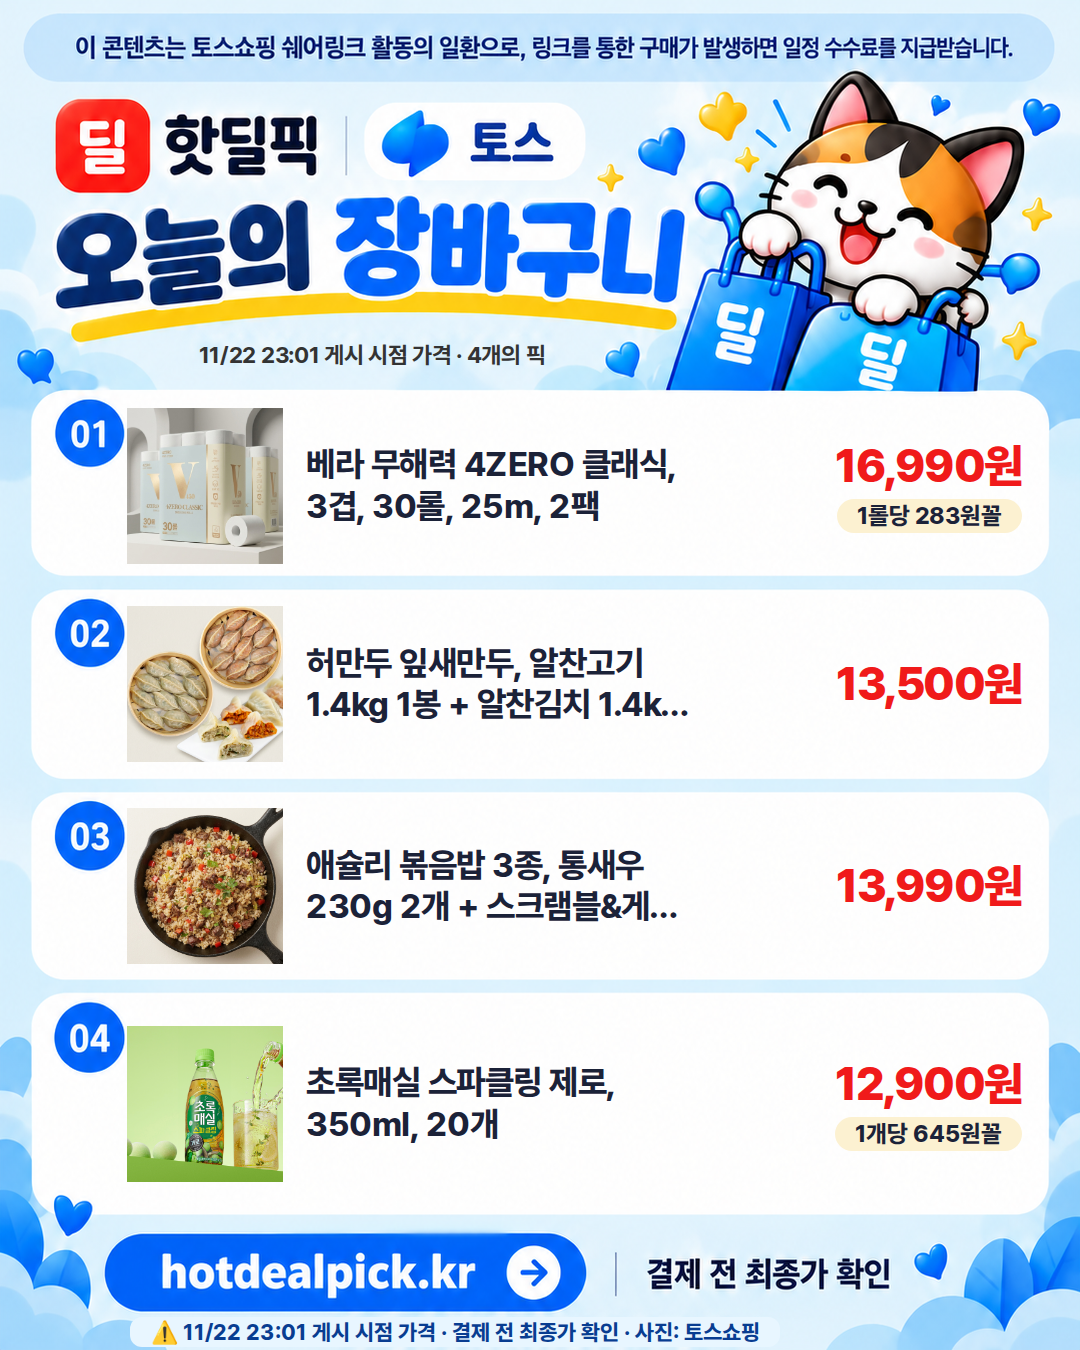 이 콘텐츠는 토스쇼핑 쉐어링크 활동의 일환으로, 링크를 통한 구매가 발생하면 일정 수수료를 지급받습니다.
딜 핫딜픽 토스
오늘의 장바구니
딜 딜
11/22 23:01 게시 시점 가격 · 4개의 픽
01
베라 무해력 4ZERO 클래식,
3겹, 30롤, 25m, 2팩
16,990원
1롤당 283원꼴
V
4ZERO CLASSIC
30롤
02
허만두 잎새만두, 알찬고기
1.4kg 1봉 + 알찬김치 1.4k...
13,500원
03
애슐리 볶음밥 3종, 통새우
230g 2개 + 스크램블&게...
13,990원
04
초록매실 스파클링 제로,
350ml, 20개
12,900원
1개당 645원꼴
초록
매실
hotdealpick.kr
결제 전 최종가 확인
⚠️ 11/22 23:01 게시 시점 가격 · 결제 전 최종가 확인 · 사진: 토스쇼핑